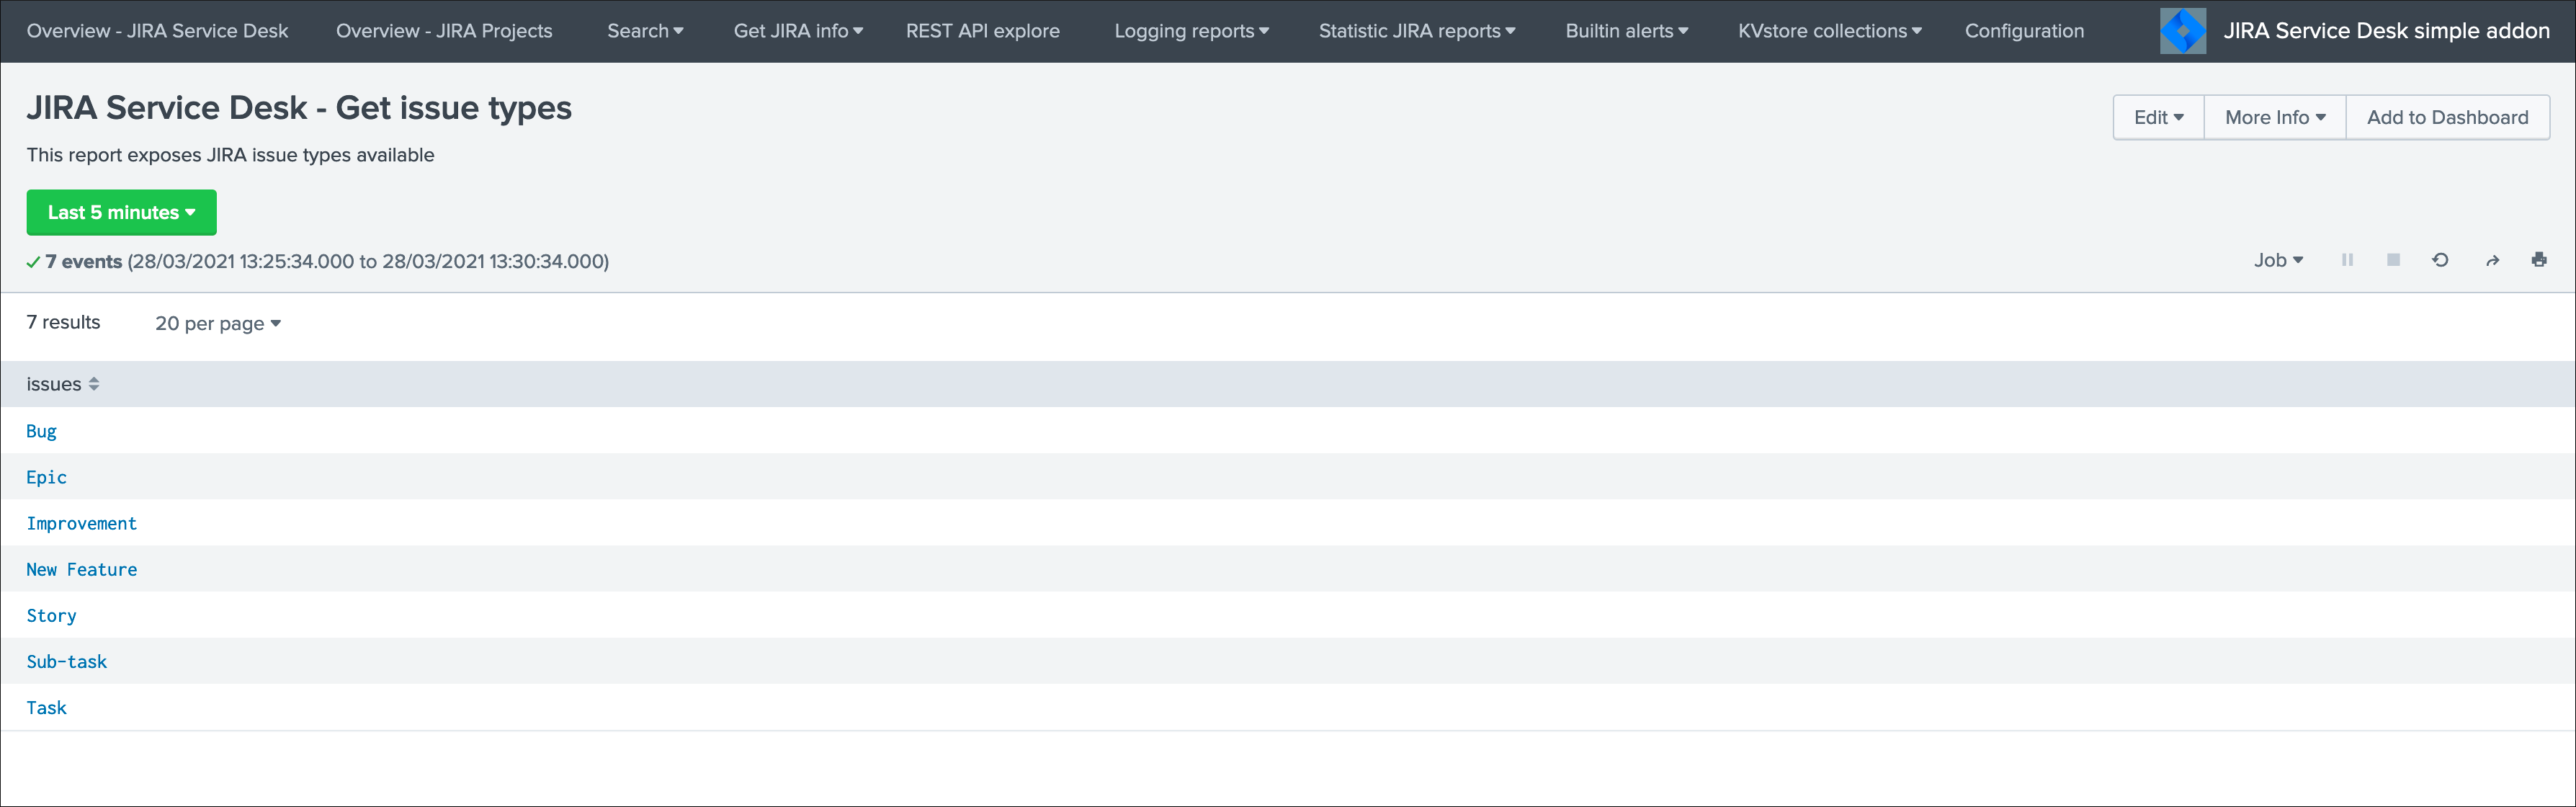 Overview - JIRA Service Desk Overview - JIRA Projects Search Get JIRA info REST API explore Logging reports Statistic JIRA reports Builtin alerts KVstore collections Configuration JIRA Service Desk simple addon
JIRA Service Desk - Get issue types
Edit More Info Add to Dashboard
This report exposes JIRA issue types available
Last 5 minutes
7 events (28/03/2021 13:25:34.000 to 28/03/2021 13:30:34.000) Job
7 results 20 per page
issues
Bug
Epic
Improvement
New Feature
Story
Sub-task
Task